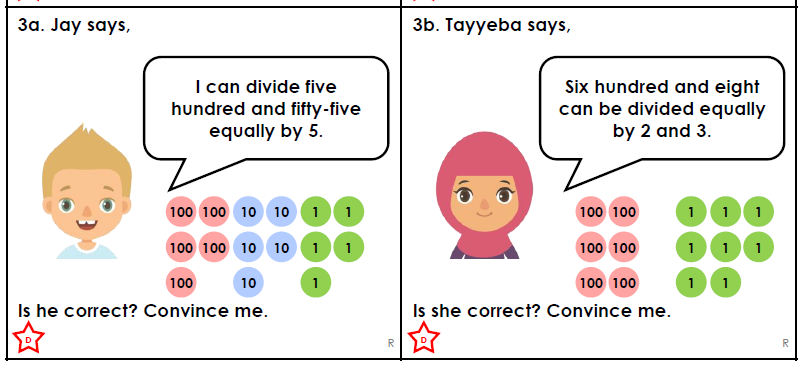 3a. Jay says,
I can divide five
hundred and fifty-five
equally by 5.
100 100 10 10 1 1
100 100 10 10 1 1
100 10 1
Is he correct? Convince me.
D
R
3b. Tayyeba says,
Six hundred and eight
can be divided equally
by 2 and 3.
100 100 1 1 1
100 100 1 1 1
100 100 1 1
Is she correct? Convince me.
D
R